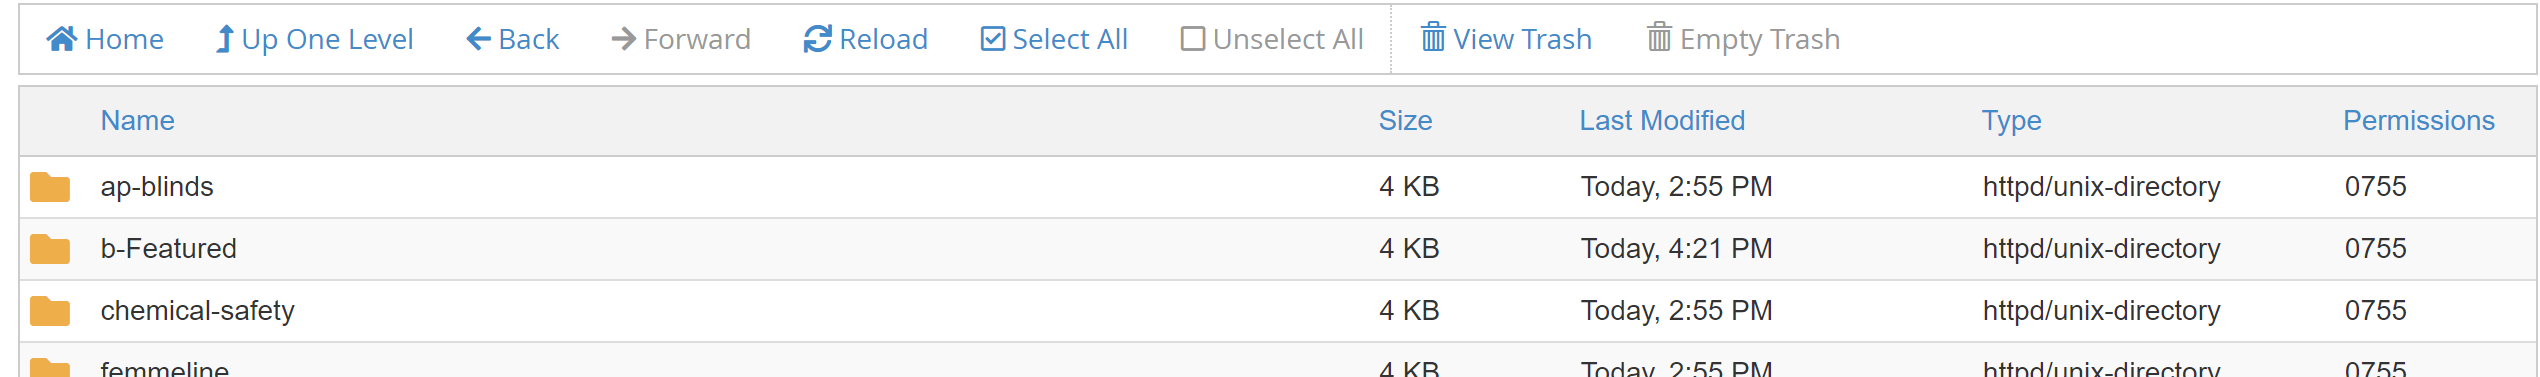 Home Up One Level Back Forward Reload Select All Unselect All View Trash Empty Trash
Name Size Last Modified Type Permissions
ap-blinds 4 KB Today, 2:55 PM httpd/unix-directory 0755
b-Featured 4 KB Today, 4:21 PM httpd/unix-directory 0755
chemical-safety 4 KB Today, 2:55 PM httpd/unix-directory 0755
femmeline 4 KB Today, 2:55 PM httpd/unix-directory 0755